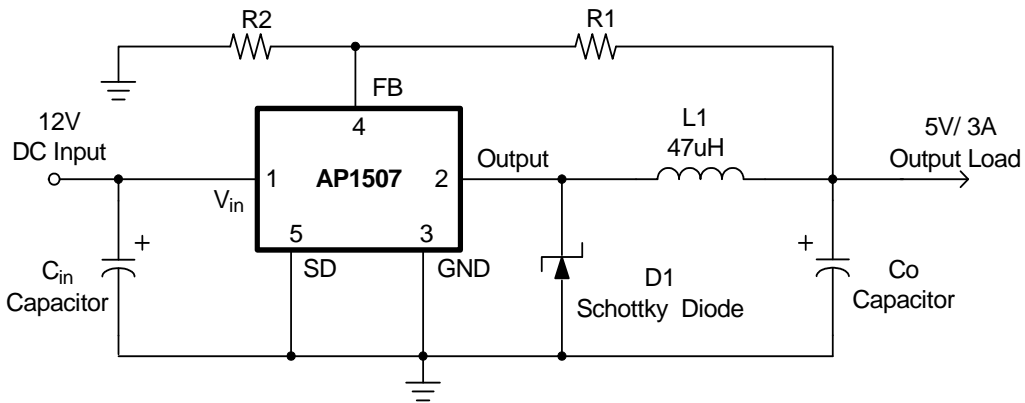 R2
R1
FB
12V
DC Input
4
L1
47uH
5V/ 3A
Output Load
Output
1
AP1507
2
Vin
5
3
SD
GND
Cin
Capacitor
+
D1
Schottky Diode
+
Co
Capacitor